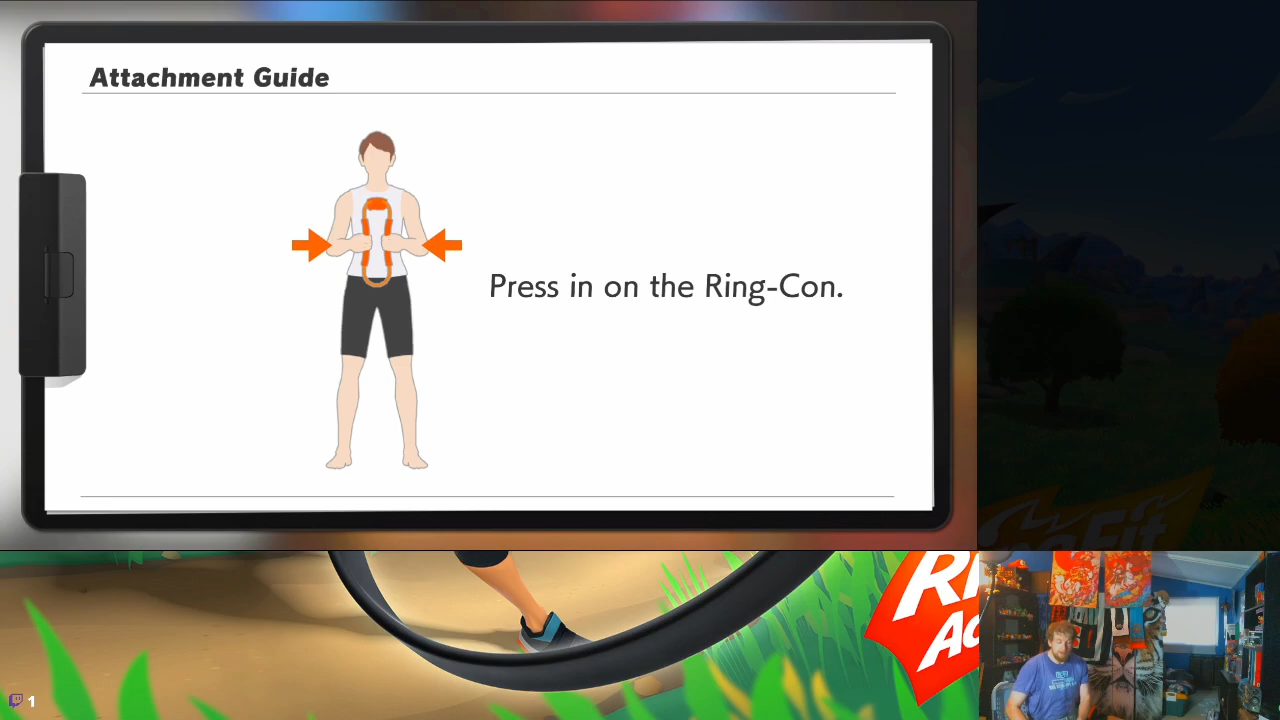 Attachment Guide
Press in on the Ring-Con.
1